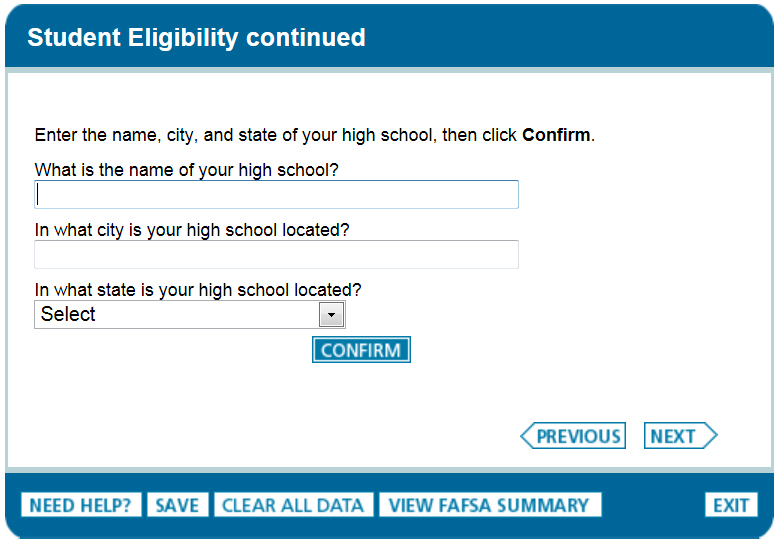 Student Eligibility continued
Enter the name, city, and state of your high school, then click Confirm.
What is the name of your high school?
In what city is your high school located?
In what state is your high school located?
Select
CONFIRM
PREVIOUS NEXT
NEED HELP? SAVE CLEAR ALL DATA VIEW FAFSA SUMMARY EXIT